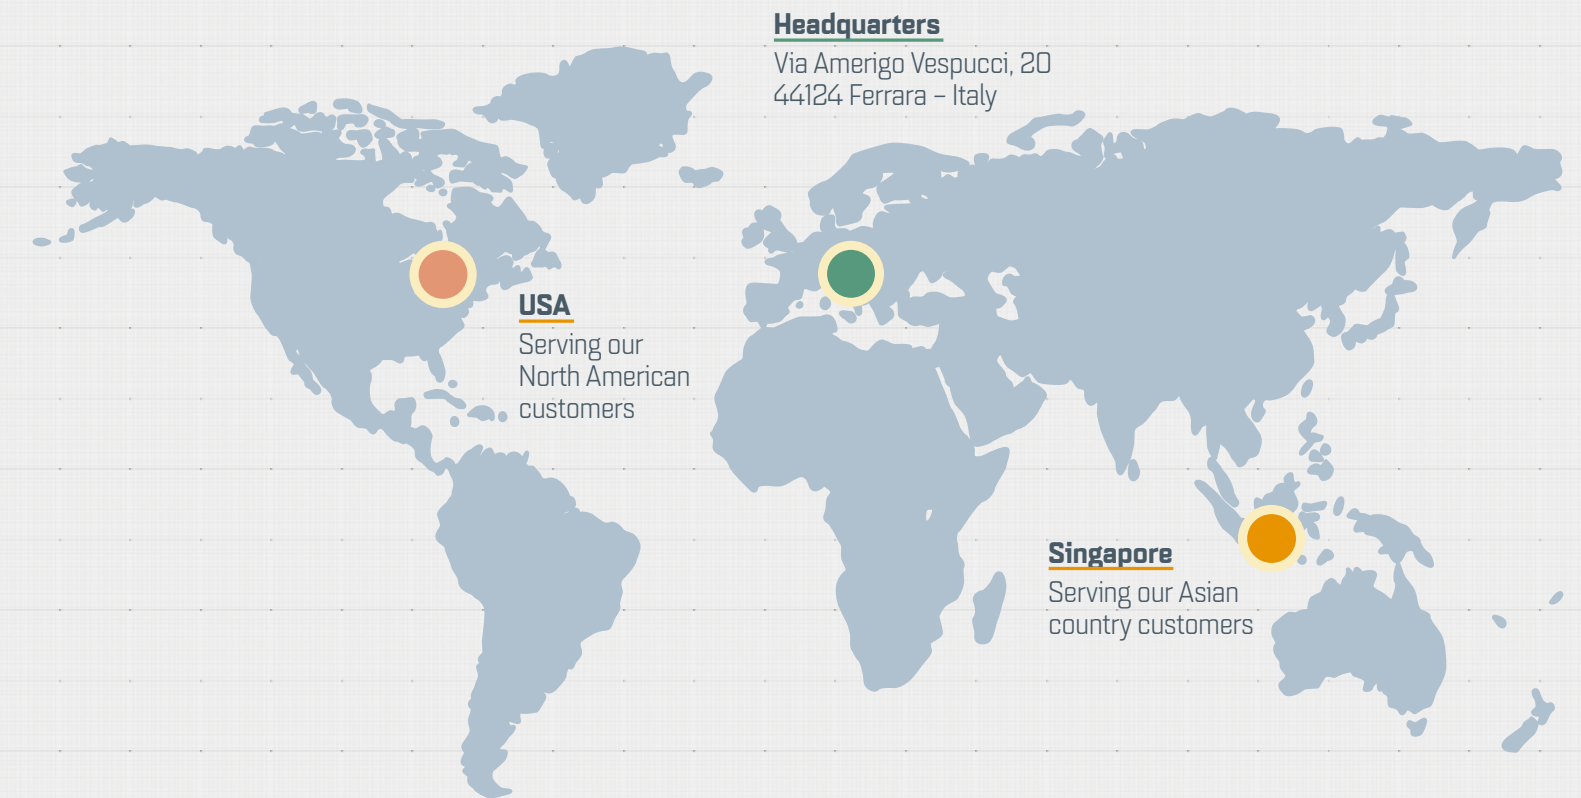 Headquarters
Via Amerigo Vespucci, 20
44124 Ferrara – Italy
USA
Serving our
North American
customers
Singapore
Serving our Asian
country customers